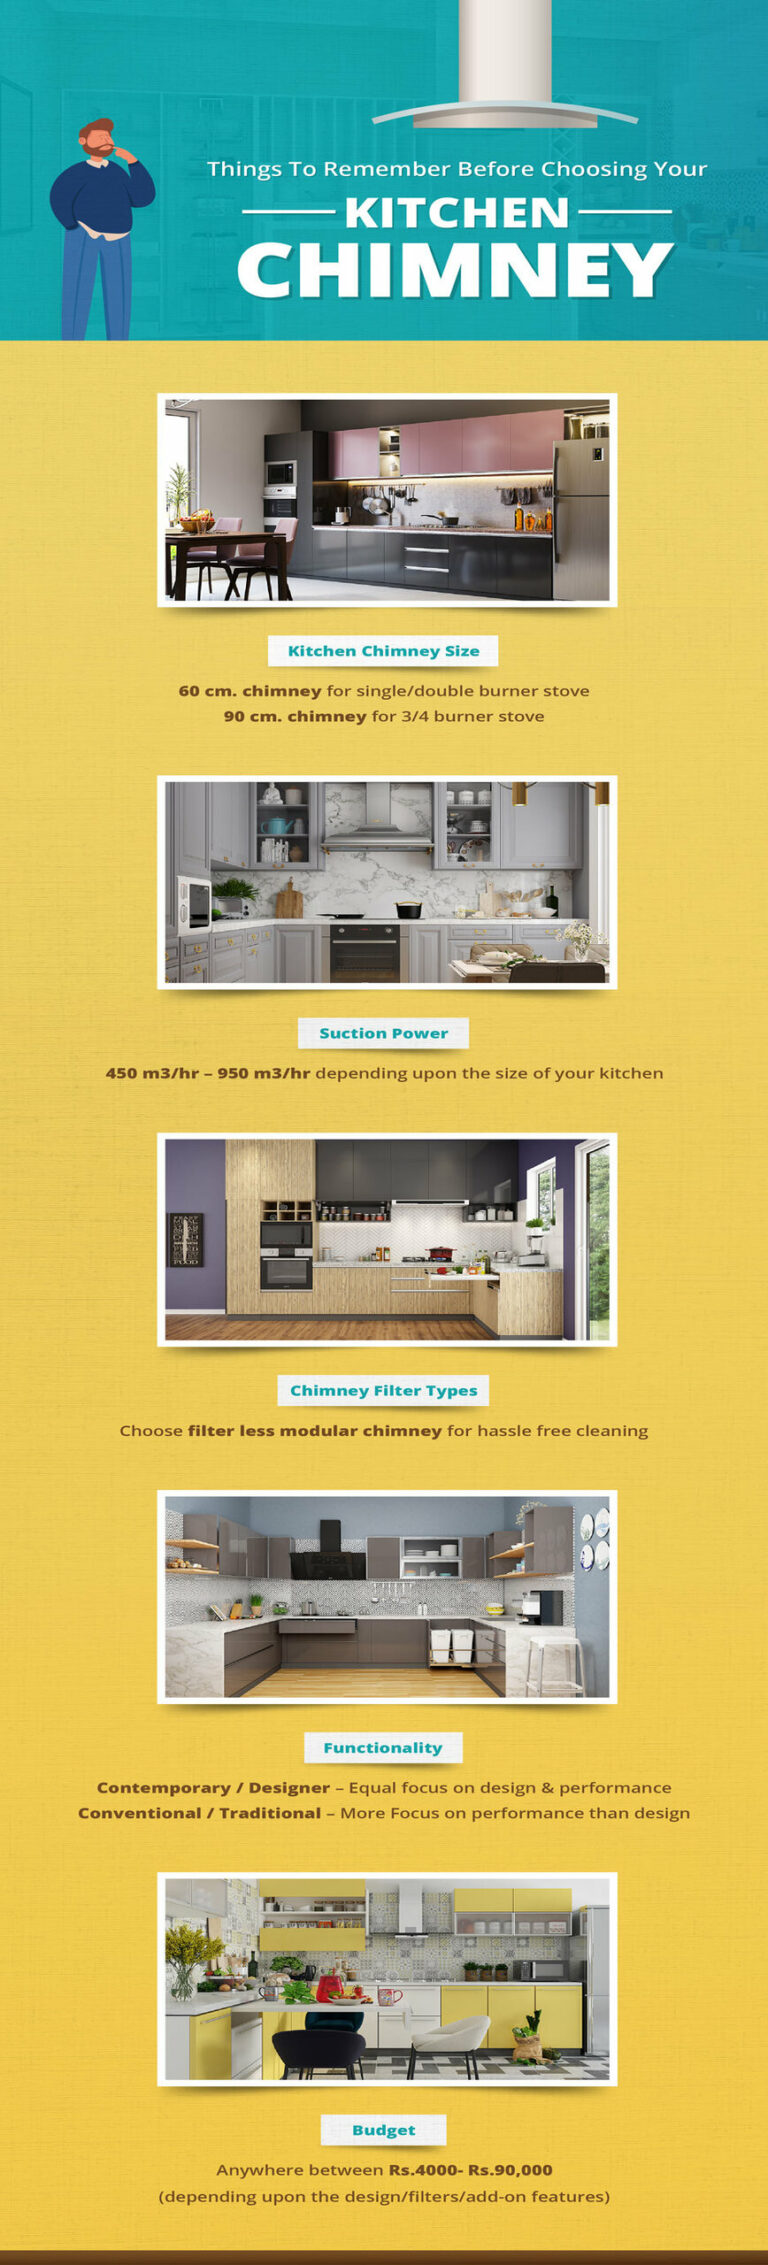 Things To Remember Before Choosing Your
KITCHEN
CHIMNEY
Kitchen Chimney Size
60 cm. chimney for single/double burner stove
90 cm. chimney for 3/4 burner stove
Suction Power
450 m3/hr – 950 m3/hr depending upon the size of your kitchen
Chimney Filter Types
Choose filter less modular chimney for hassle free cleaning
Functionality
Contemporary / Designer – Equal focus on design & performance
Conventional / Traditional – More Focus on performance than design
Budget
Anywhere between Rs.4000- Rs.90,000
(depending upon the design/filters/add-on features)